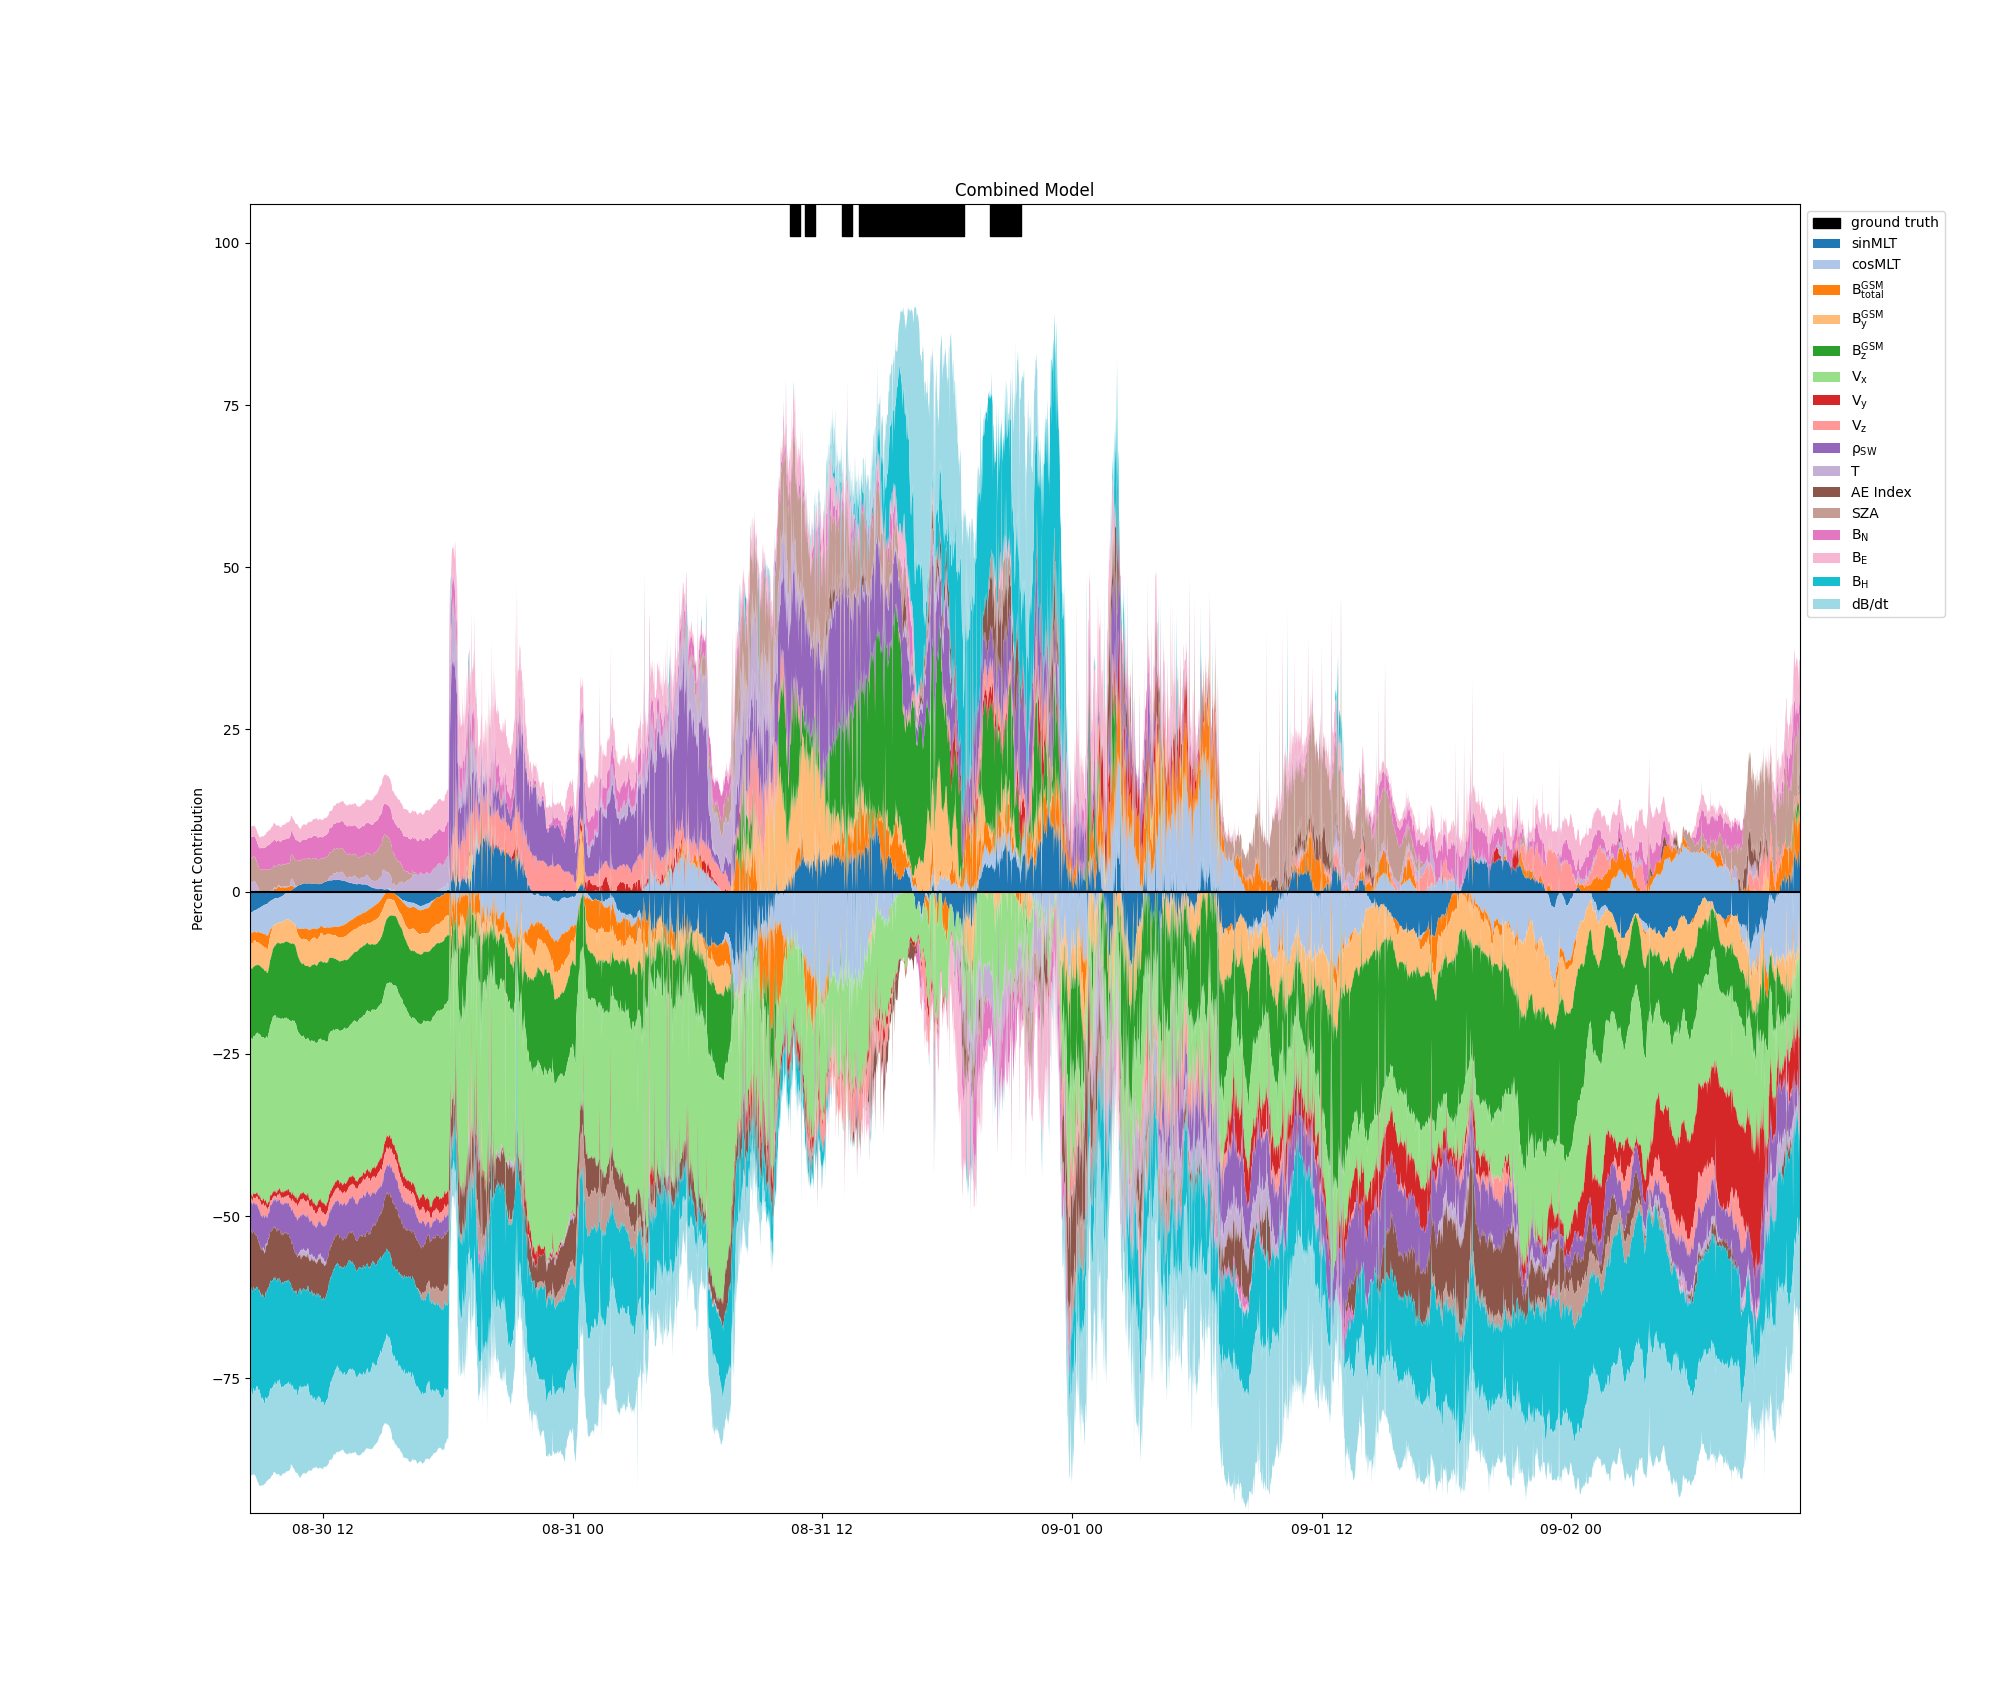 Combined Model
Percent Contribution
100
75
50
25
0
−25
−50
−75
08-30 12
08-31 00
08-31 12
09-01 00
09-01 12
09-02 00
ground truth
sinMLT
cosMLT
B_total^GSM
B_y^GSM
B_z^GSM
V_x
V_y
V_z
ρ_SW
T
AE Index
SZA
B_N
B_E
B_H
dB/dt